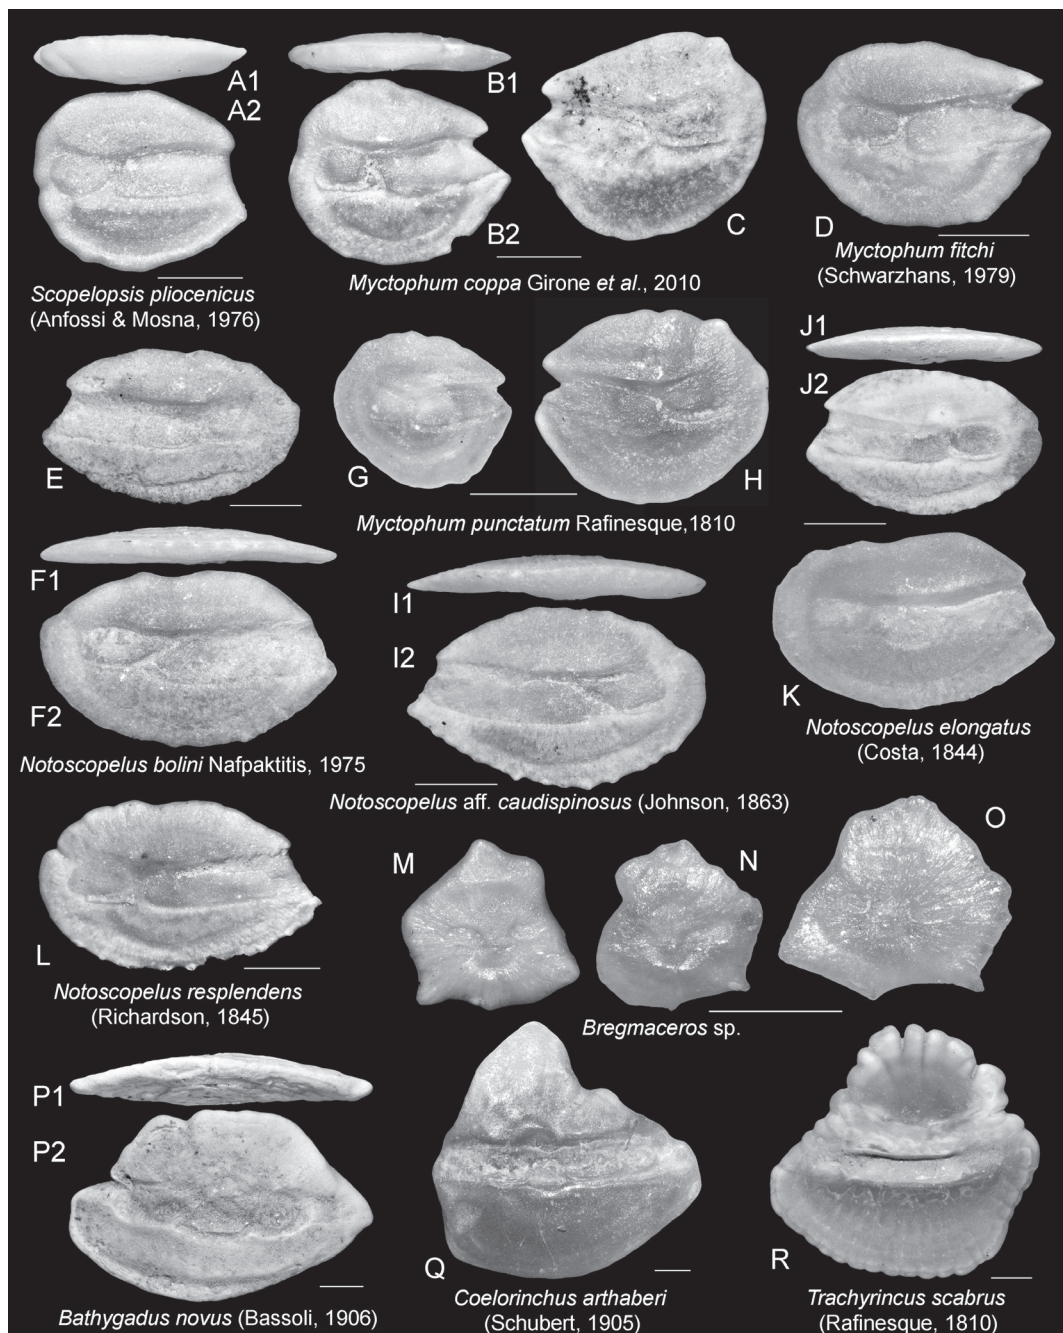 A1
A2
B1
B2
C
D
Scopelopsis pliocenicus
(Anfossi & Mosna, 1976)
Myctophum coppa Girone et al., 2010
Myctophum fitchi
(Schwarzhans, 1979)
E
G
H
J1
J2
Myctophum punctatum Rafinesque,1810
F1
F2
I1
I2
K
Notoscopelus bolini Nafpaktitis, 1975
Notoscopelus aff. caudispinosus (Johnson, 1863)
Notoscopelus elongatus
(Costa, 1844)
L
M
N
O
Notoscopelus resplendens
(Richardson, 1845)
Bregmaceros sp.
P1
P2
Q
R
Bathygadus novus (Bassoli, 1906)
Coelorinchus arthaberi
(Schubert, 1905)
Trachyrincus scabrus
(Rafinesque, 1810)